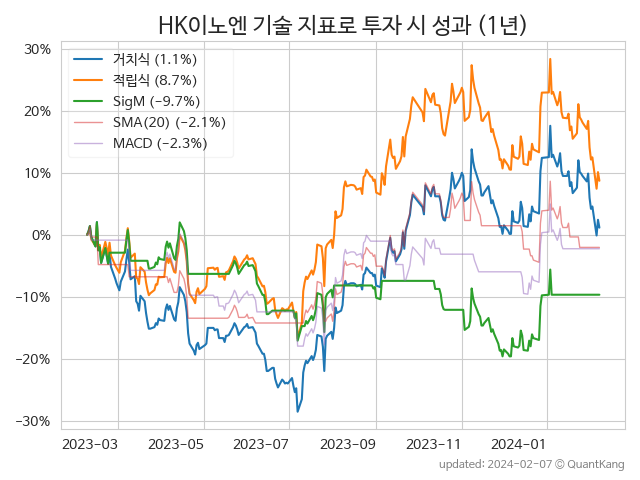 HK이노엔 기술 지표로 투자 시 성과 (1년)
30%
20%
10%
0%
−10%
−20%
−30%
거치식 (1.1%)
적립식 (8.7%)
SigM (−9.7%)
SMA(20) (−2.1%)
MACD (−2.3%)
2023-03 2023-05 2023-07 2023-09 2023-11 2024-01
updated: 2024-02-07 © QuantKang